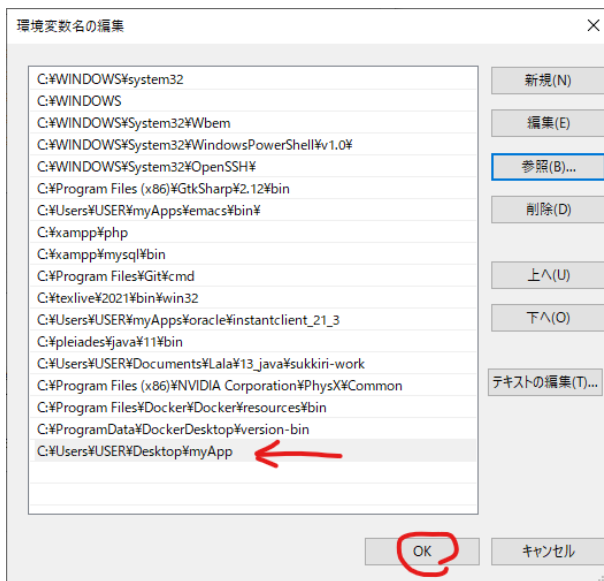 環境変数名の編集
C:¥WINDOWS¥system32
C:¥WINDOWS
C:¥WINDOWS¥System32¥Wbem
C:¥WINDOWS¥System32¥WindowsPowerShell¥v1.0¥
C:¥WINDOWS¥System32¥OpenSSH¥
C:¥Program Files (x86)¥GtkSharp¥2.12¥bin
C:¥Users¥USER¥myApps¥emacs¥bin¥
C:¥xampp¥php
C:¥xampp¥mysql¥bin
C:¥Program Files¥Git¥cmd
C:¥texlive¥2021¥bin¥win32
C:¥Users¥USER¥myApps¥oracle¥instantclient_21_3
C:¥pleiades¥java¥11¥bin
C:¥Users¥USER¥Documents¥Lala¥13_java¥sukkiri-work
C:¥Program Files (x86)¥NVIDIA Corporation¥PhysX¥Common
C:¥Program Files¥Docker¥Docker¥resources¥bin
C:¥ProgramData¥DockerDesktop¥version-bin
C:¥Users¥USER¥Desktop¥myApp
新規(N)
編集(E)
参照(B)...
削除(D)
上へ(U)
下へ(O)
テキストの編集(T)...
OK
キャンセル